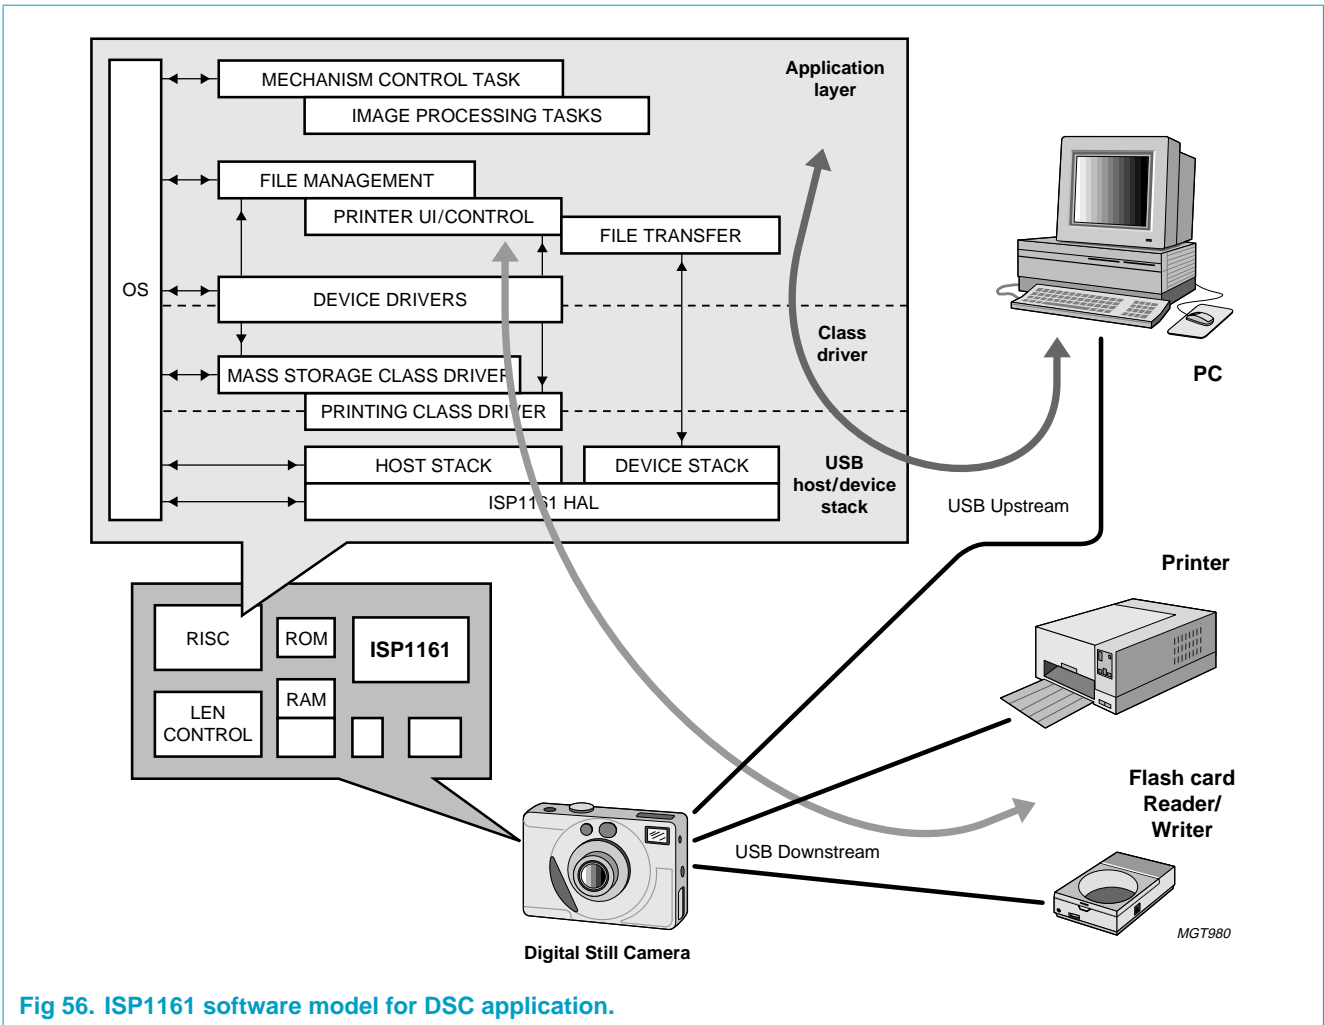 Application
layer
MECHANISM CONTROL TASK
IMAGE PROCESSING TASKS
FILE MANAGEMENT
PRINTER UI/CONTROL
FILE TRANSFER
OS
DEVICE DRIVERS
Class
driver
MASS STORAGE CLASS DRIVER
PRINTING CLASS DRIVER
HOST STACK
DEVICE STACK
USB
host/device
stack
ISP1161 HAL
PC
USB Upstream
Printer
RISC
ROM
ISP1161
LEN
CONTROL
RAM
Flash card
Reader/
Writer
USB Downstream
MGT980
Digital Still Camera
Fig 56. ISP1161 software model for DSC application.